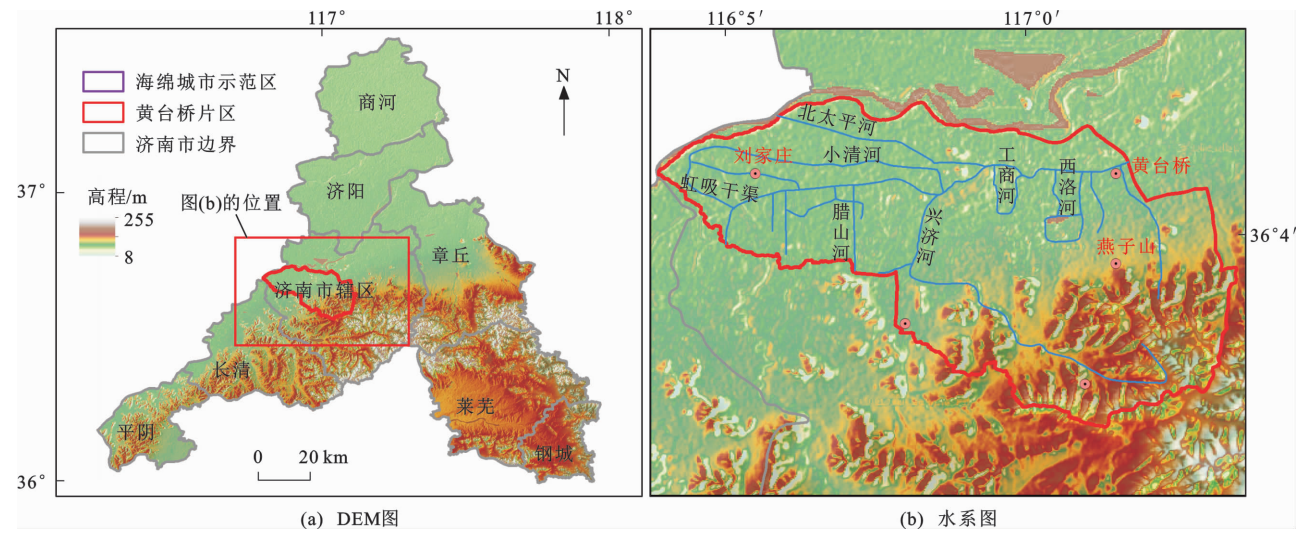 117°
118°
海绵城市示范区
黄台桥片区
济南市边界
高程/m
255
8
N
37°
36°
商河
济阳
图(b)的位置
章丘
济南市辖区
长清
莱芜
平阴
钢城
0 20 km
(a) DEM图
116°5′
117°0′
36°4′
北太平河
刘家庄
小清河
工商河
西洛河
黄台桥
虹吸干渠
腊山河
兴济河
燕子山
(b) 水系图